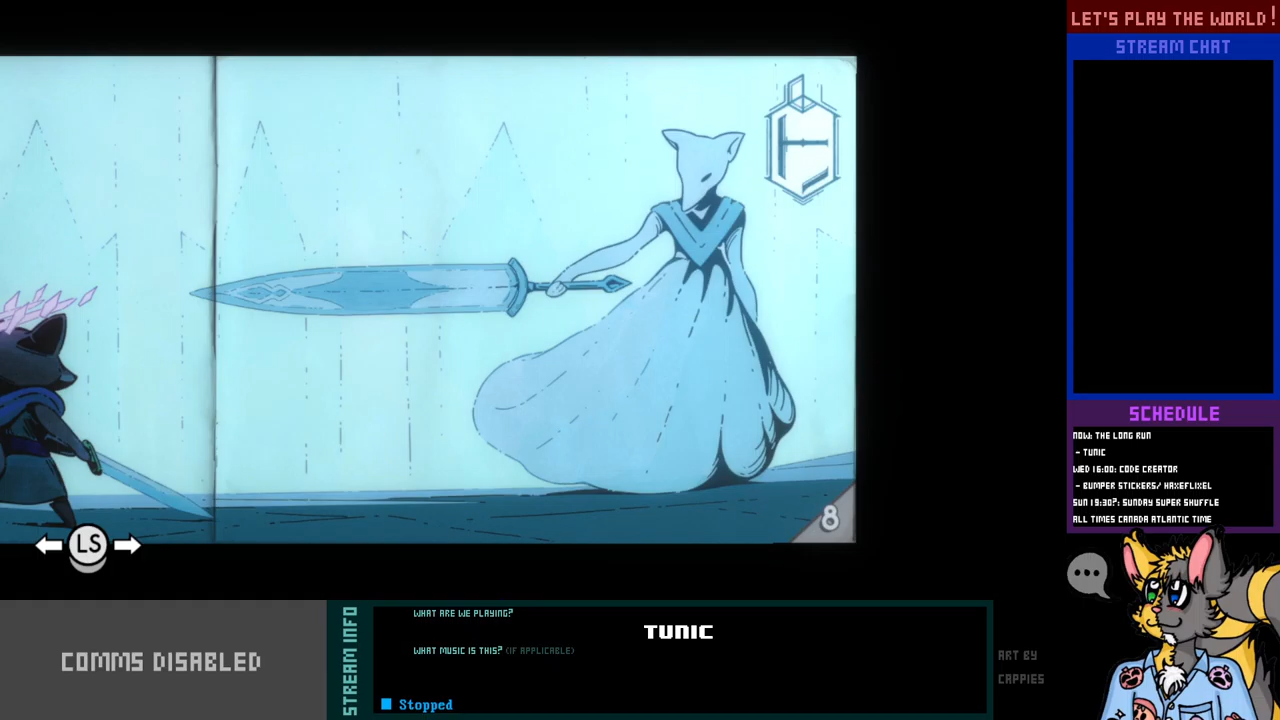 LET'S PLAY THE WORLD!
STREAM CHAT
8
LS
SCHEDULE
NOW: THE LONG RUN
- TUNIC
WED 16:00: CODE CREATOR
- BUMPER STICKERS/ HAXEFLIXEL
SUN 19:30?: SUNDAY SUPER SHUFFLE
ALL TIMES CANADA ATLANTIC TIME
COMMS DISABLED
STREAM INFO
WHAT ARE WE PLAYING?
TUNIC
WHAT MUSIC IS THIS? (IF APPLICABLE)
Stopped
ART BY
CAPPIES